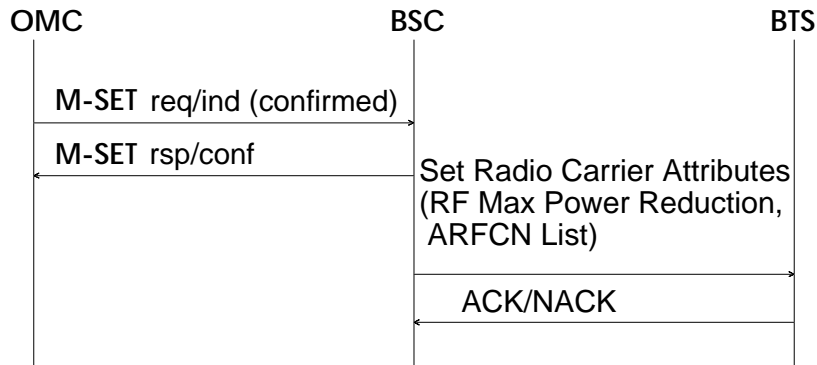 OMC BSC BTS
M-SET req/ind (confirmed)
M-SET rsp/conf
Set Radio Carrier Attributes
(RF Max Power Reduction,
ARFCN List)
ACK/NACK